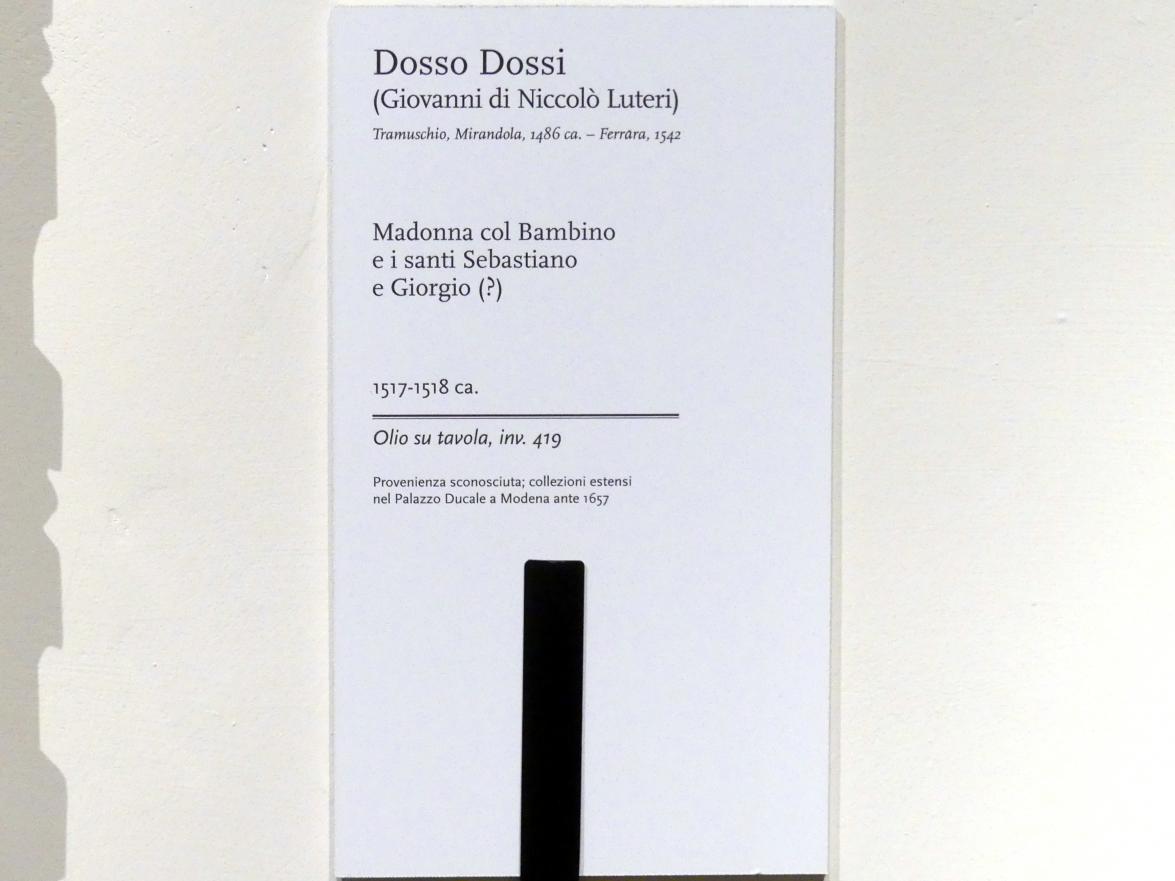 Dosso Dossi
(Giovanni di Niccolò Luteri)
Tramuschio, Mirandola, 1486 ca. – Ferrara, 1542
Madonna col Bambino
e i santi Sebastiano
e Giorgio (?)
1517-1518 ca.
Olio su tavola, inv. 419
Provenienza sconosciuta; collezioni estensi
nel Palazzo Ducale a Modena ante 1657